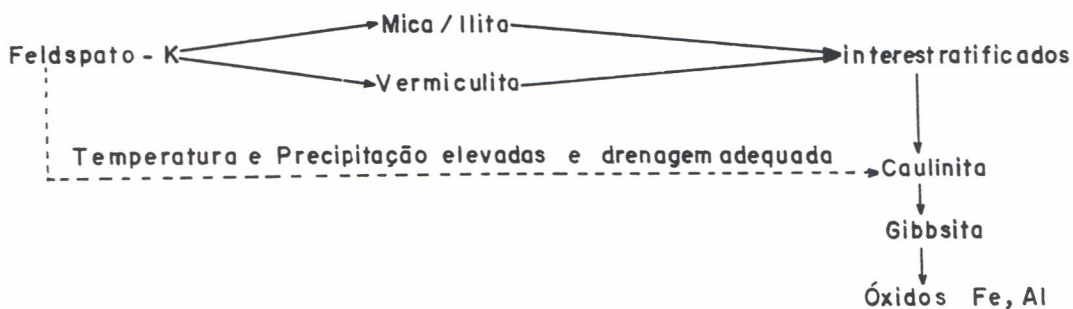 Mica / Ilita
Feldspato - K
interestratificados
Vermiculita
Temperatura e Precipitação elevadas e drenagem adequada
Caulinita
Gibbsita
Óxidos Fe, Al